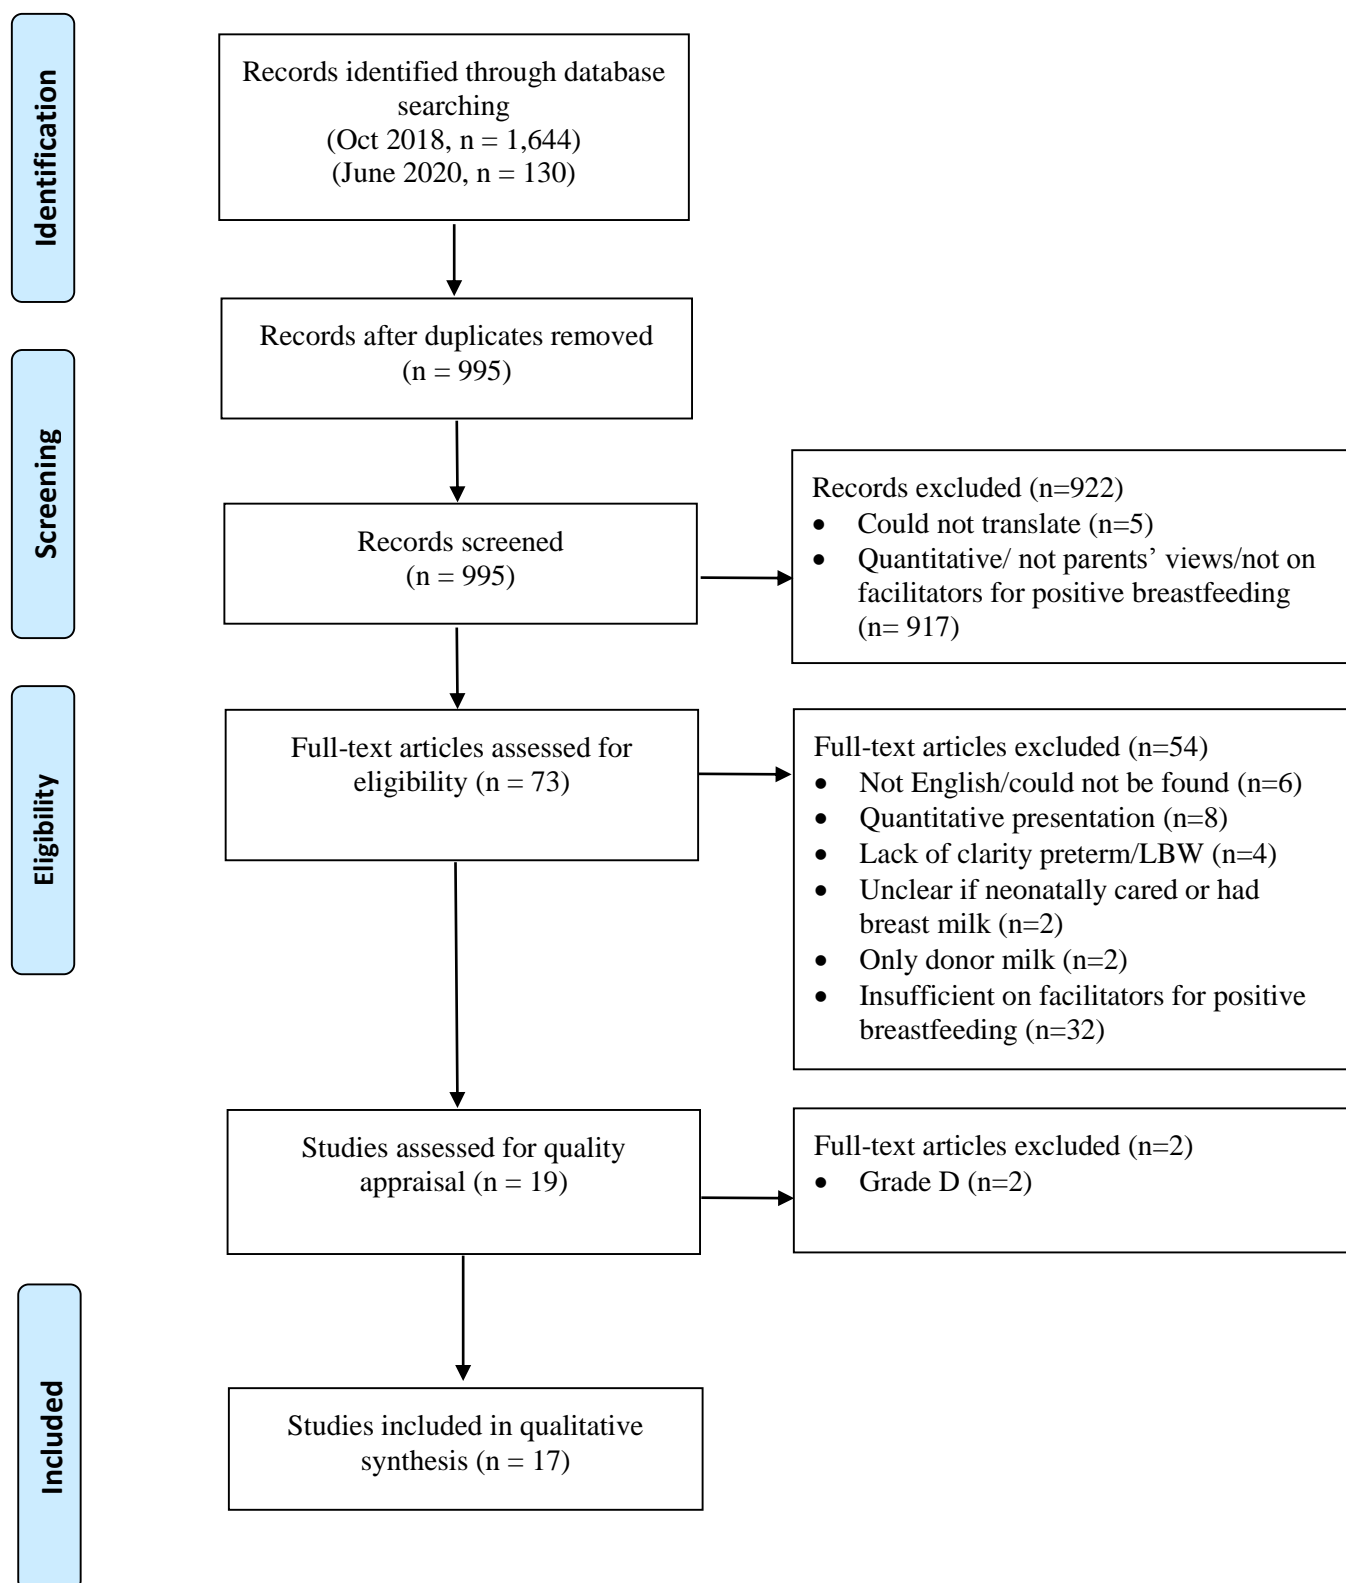 Identification
Records identified through database
searching
(Oct 2018, n = 1,644)
(June 2020, n = 130)
Records after duplicates removed
(n = 995)
Screening
Records screened
(n = 995)
Records excluded (n=922)
• Could not translate (n=5)
• Quantitative/ not parents’ views/not on
facilitators for positive breastfeeding
(n= 917)
Eligibility
Full-text articles assessed for
eligibility (n = 73)
Full-text articles excluded (n=54)
• Not English/could not be found (n=6)
• Quantitative presentation (n=8)
• Lack of clarity preterm/LBW (n=4)
• Unclear if neonatally cared or had
breast milk (n=2)
• Only donor milk (n=2)
• Insufficient on facilitators for positive
breastfeeding (n=32)
Studies assessed for quality
appraisal (n = 19)
Full-text articles excluded (n=2)
• Grade D (n=2)
Included
Studies included in qualitative
synthesis (n = 17)